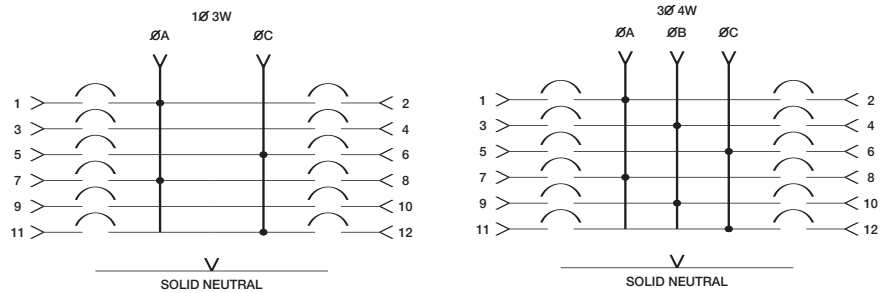 1Ø 3W
ØA ØC
1 2
3 4
5 6
7 8
9 10
11 12
SOLID NEUTRAL
3Ø 4W
ØA ØB ØC
1 2
3 4
5 6
7 8
9 10
11 12
SOLID NEUTRAL